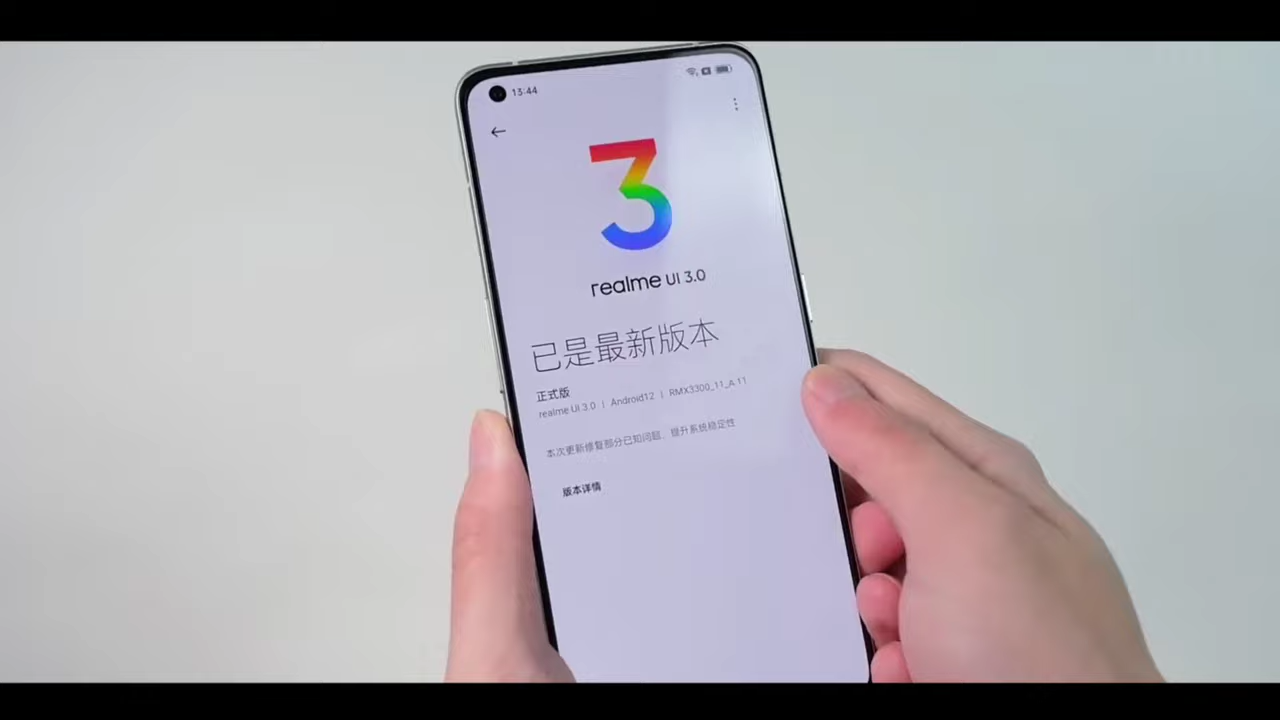 13:44
3
realme UI 3.0
已是最新版本
正式版
realme UI 3.0 | Android12 | RMX3300_11_A.11
本次更新修复部分已知问题，提升系统稳定性
版本详情